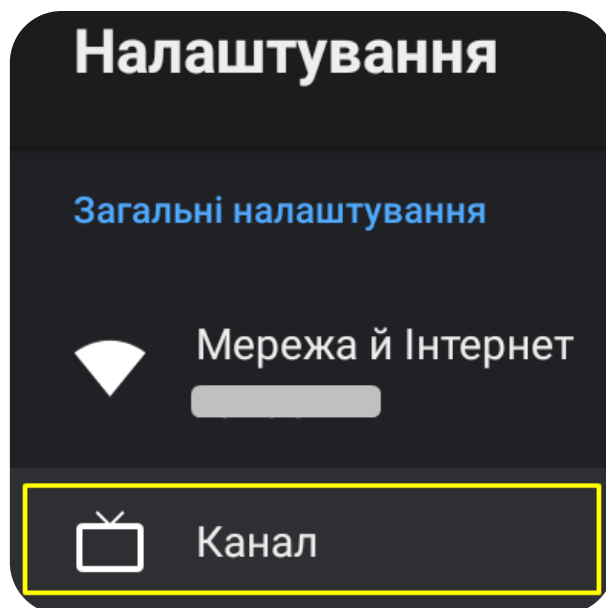 Налаштування
Загальні налаштування
Мережа й Інтернет
Канал